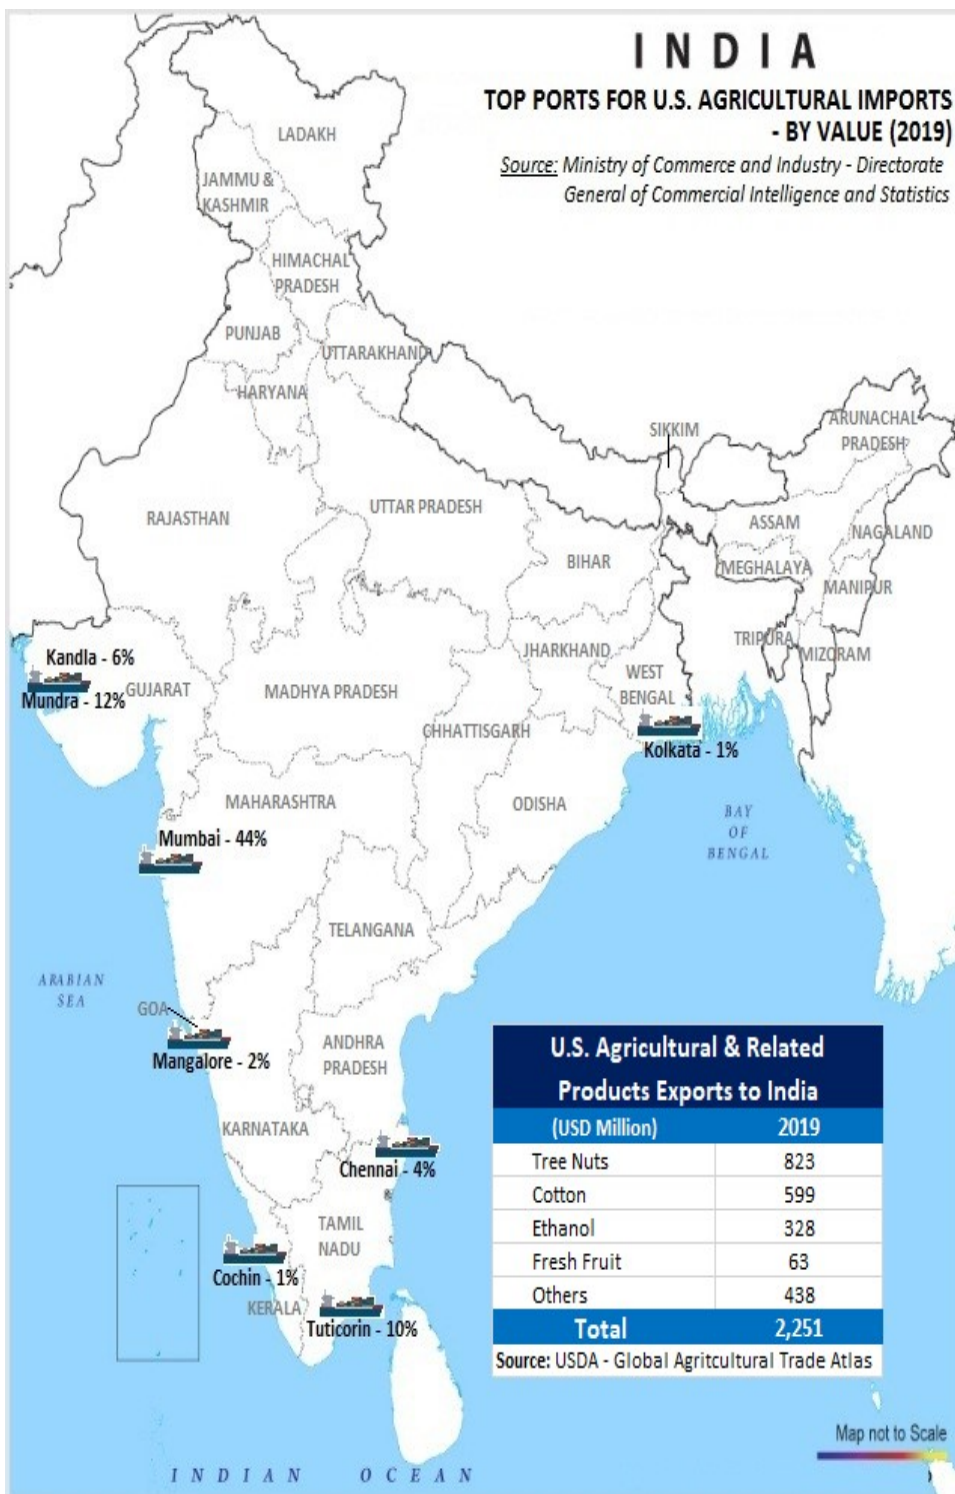 INDIA
TOP PORTS FOR U.S. AGRICULTURAL IMPORTS
- BY VALUE (2019)
Source: Ministry of Commerce and Industry - Directorate
General of Commercial Intelligence and Statistics
LADAKH
JAMMU &
KASHMIR
HIMACHAL
PRADESH
PUNJAB
UTTARAKHAND
HARYANA
SIKKIM
ARUNACHAL
PRADESH
RAJASTHAN
UTTAR PRADESH
ASSAM
NAGALAND
BIHAR
MEGHALAYA
MANIPUR
TRIPURA
MIZORAM
JHARKHAND
WEST
BENGAL
Kandla - 6%
Mundra - 12%
GUJARAT
MADHYA PRADESH
CHHATTISGARH
Kolkata - 1%
MAHARASHTRA
ODISHA
BAY
OF
BENGAL
Mumbai - 44%
TELANGANA
ARABIAN
SEA
GOA
Mangalore - 2%
ANDHRA
PRADESH
KARNATAKA
Chennai - 4%
TAMIL
NADU
Cochin - 1%
KERALA
Tuticorin - 10%
U.S. Agricultural & Related
Products Exports to India
(USD Million) 2019
Tree Nuts 823
Cotton 599
Ethanol 328
Fresh Fruit 63
Others 438
Total 2,251
Source: USDA - Global Agritcultural Trade Atlas
Map not to Scale
INDIAN OCEAN